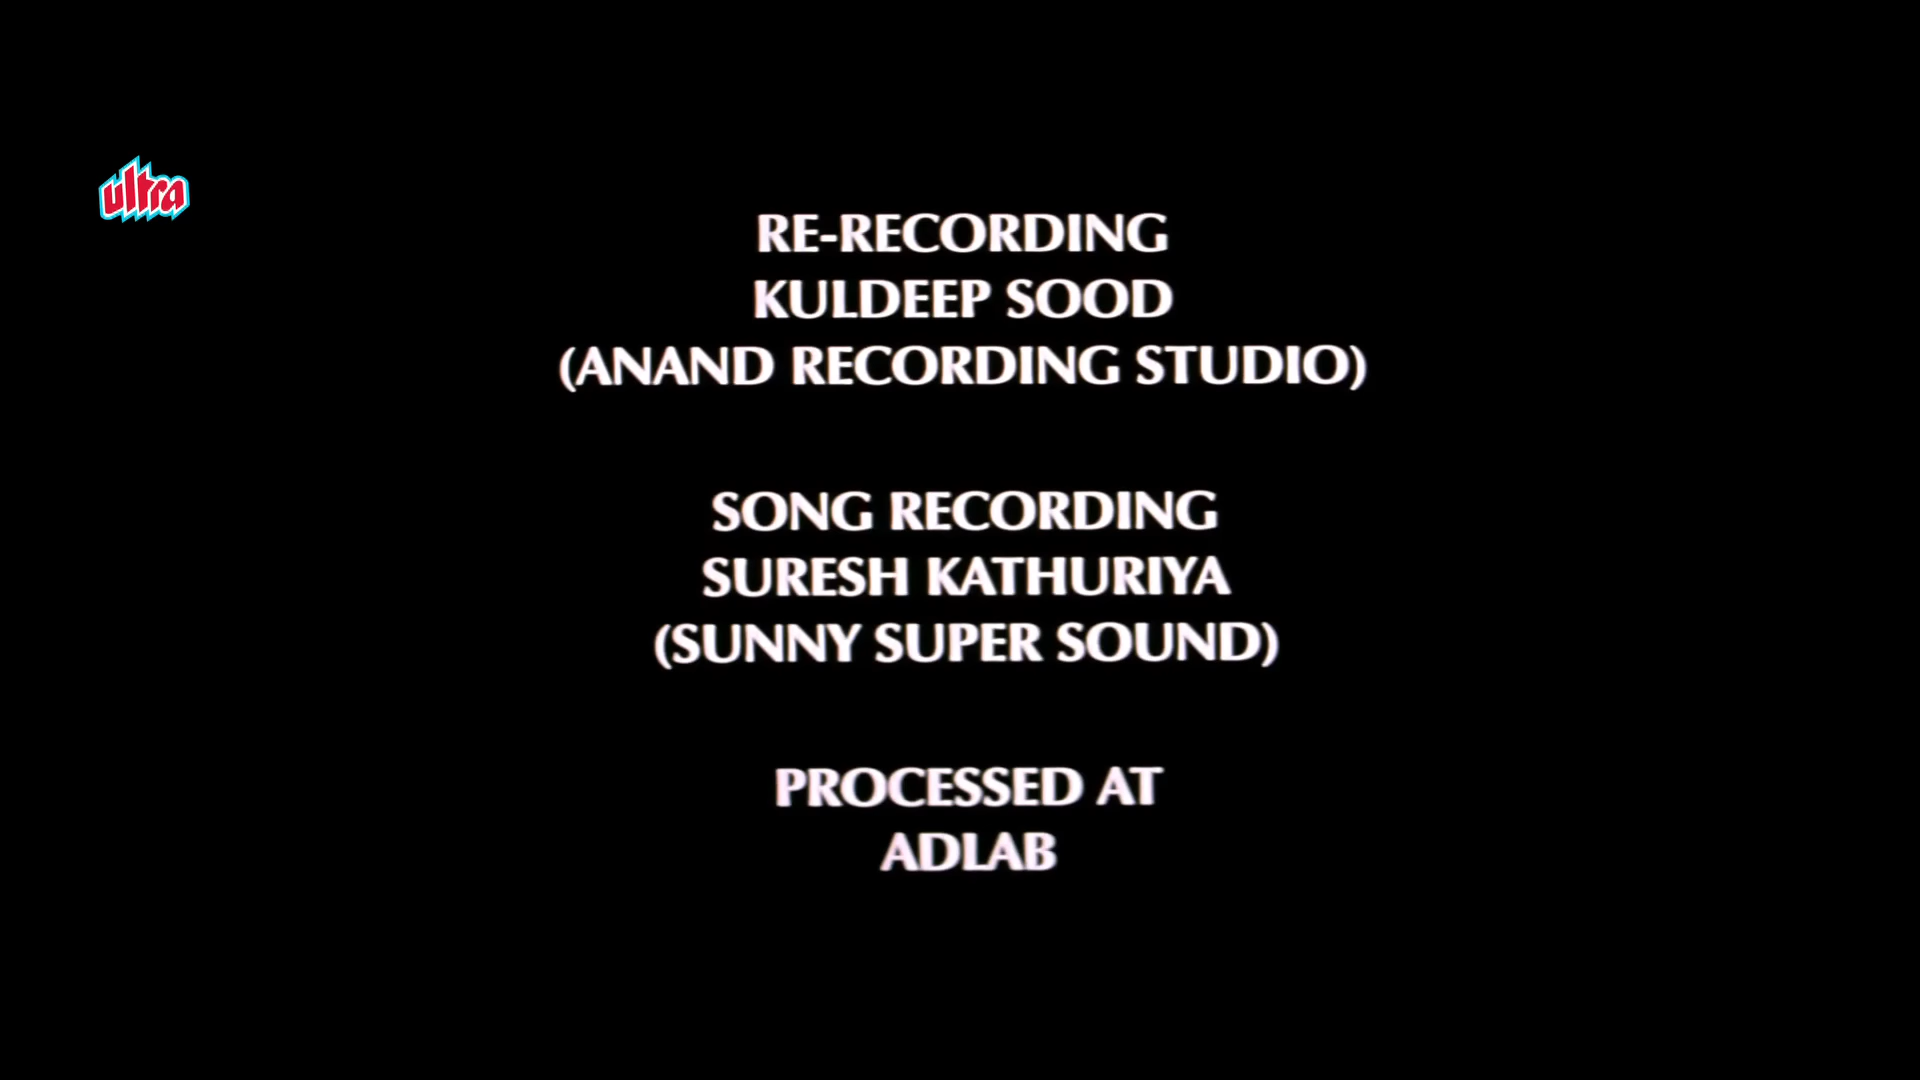 ultra
RE-RECORDING
KULDEEP SOOD
(ANAND RECORDING STUDIO)
SONG RECORDING
SURESH KATHURIYA
(SUNNY SUPER SOUND)
PROCESSED AT
ADLAB